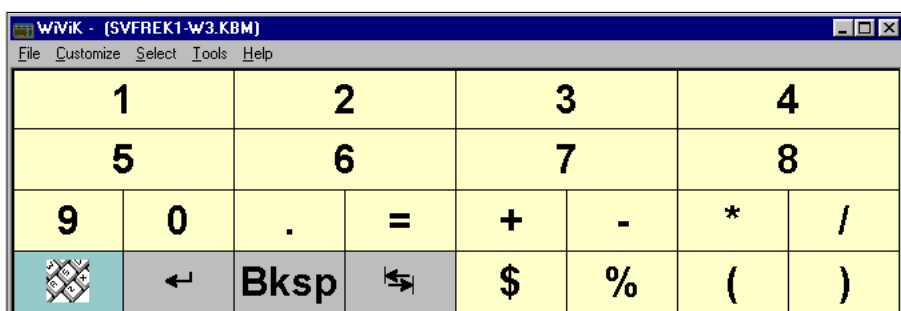 WiViK - (SVFREK1-W3.KBM)
File Customize Select Tools Help
1 2 3 4
5 6 7 8
9 0 . = + - * /
↵ Bksp ↹ $ % ( )